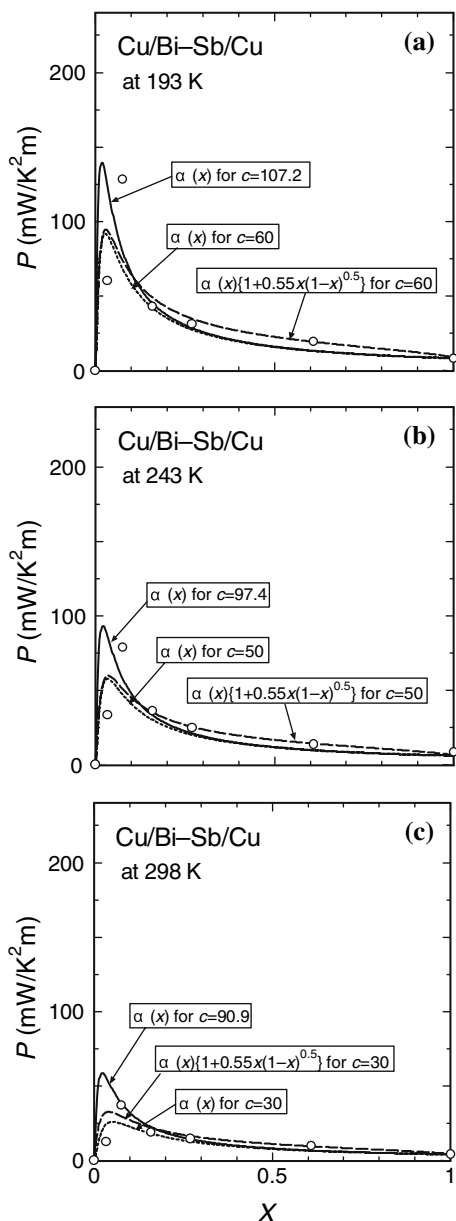 (a)
Cu/Bi–Sb/Cu
at 193 K
200
100
0
P (mW/K²m)
α (x) for c=107.2
α (x) for c=60
α (x){1+0.55x(1−x)^0.5} for c=60
(b)
Cu/Bi–Sb/Cu
at 243 K
200
100
0
P (mW/K²m)
α (x) for c=97.4
α (x) for c=50
α (x){1+0.55x(1−x)^0.5} for c=50
(c)
Cu/Bi–Sb/Cu
at 298 K
200
100
0
P (mW/K²m)
α (x) for c=90.9
α (x){1+0.55x(1−x)^0.5} for c=30
α (x) for c=30
0 0.5 1
X